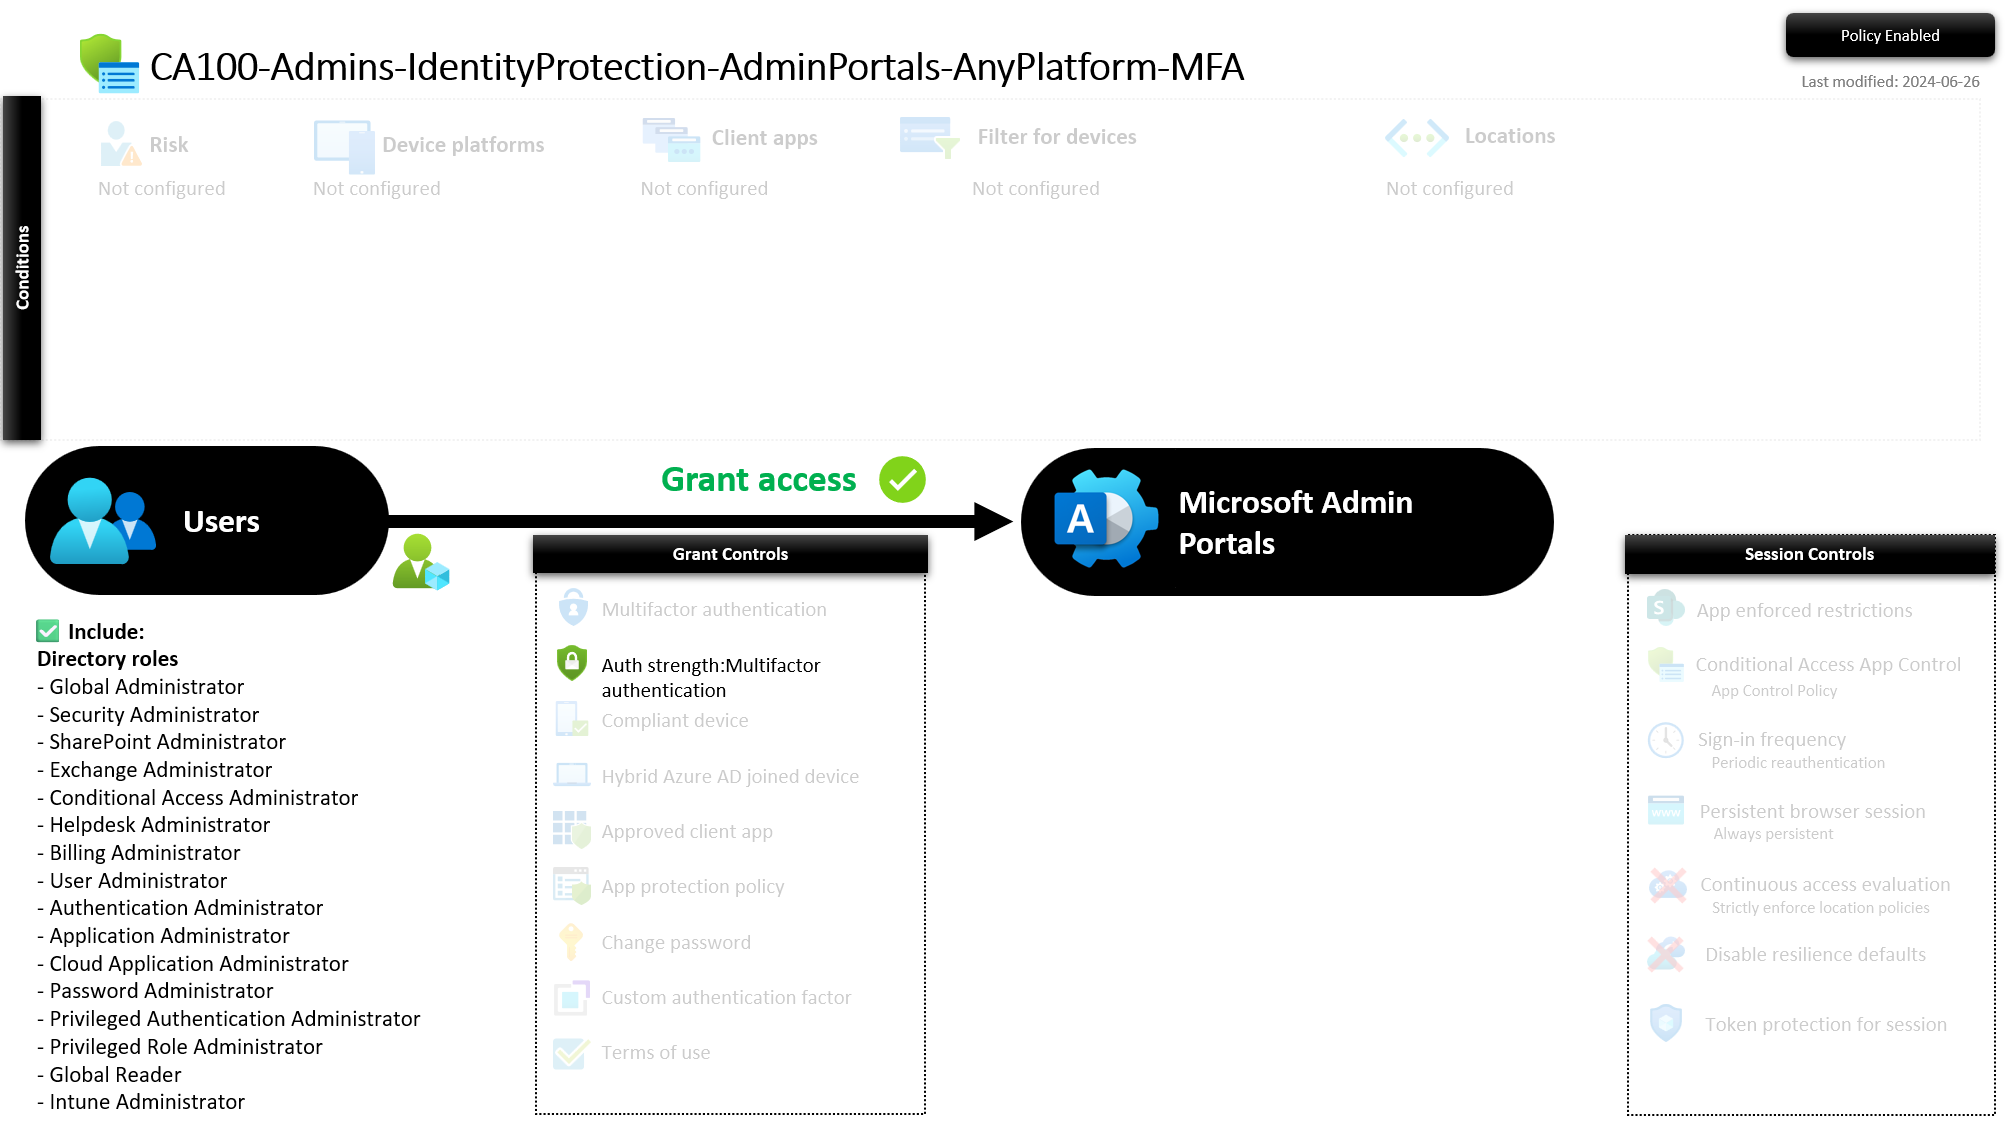 CA100-Admins-IdentityProtection-AdminPortals-AnyPlatform-MFA
Policy Enabled
Last modified: 2024-06-26
Conditions
Risk
Not configured
Device platforms
Not configured
Client apps
Not configured
Filter for devices
Not configured
Locations
Not configured
Users
Grant access
A
Microsoft Admin
Portals
✅ Include:
Directory roles
- Global Administrator
- Security Administrator
- SharePoint Administrator
- Exchange Administrator
- Conditional Access Administrator
- Helpdesk Administrator
- Billing Administrator
- User Administrator
- Authentication Administrator
- Application Administrator
- Cloud Application Administrator
- Password Administrator
- Privileged Authentication Administrator
- Privileged Role Administrator
- Global Reader
- Intune Administrator
Grant Controls
Multifactor authentication
Auth strength:Multifactor
authentication
Compliant device
Hybrid Azure AD joined device
Approved client app
App protection policy
Change password
Custom authentication factor
Terms of use
Session Controls
S
App enforced restrictions
Conditional Access App Control
App Control Policy
Sign-in frequency
Periodic reauthentication
www
Persistent browser session
Always persistent
Continuous access evaluation
Strictly enforce location policies
Disable resilience defaults
Token protection for session